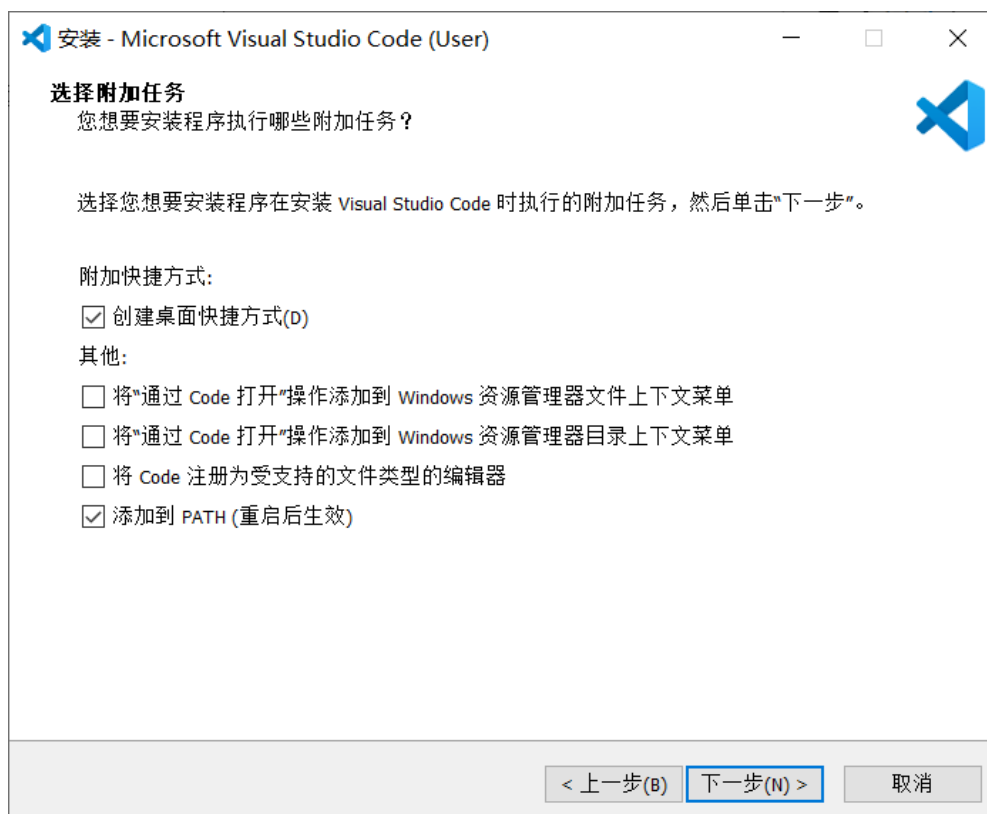 安装 - Microsoft Visual Studio Code (User)
选择附加任务
您想要安装程序执行哪些附加任务？
选择您想要安装程序在安装 Visual Studio Code 时执行的附加任务，然后单击“下一步”。
附加快捷方式:
创建桌面快捷方式(D)
其他:
将“通过 Code 打开”操作添加到 Windows 资源管理器文件上下文菜单
将“通过 Code 打开”操作添加到 Windows 资源管理器目录上下文菜单
将 Code 注册为受支持的文件类型的编辑器
添加到 PATH (重启后生效)
< 上一步(B) 下一步(N) > 取消